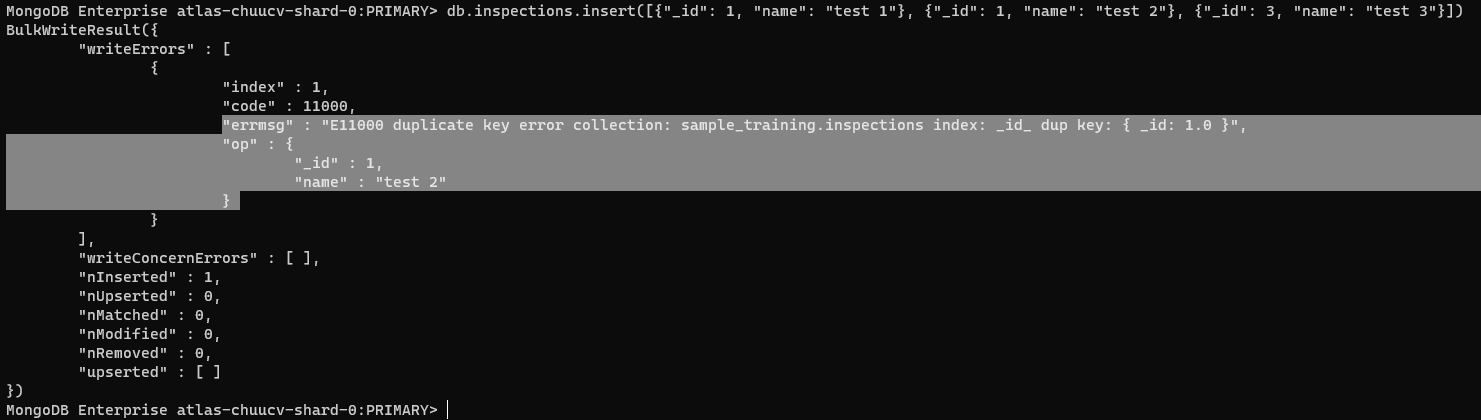 MongoDB Enterprise atlas-chuucv-shard-0:PRIMARY> db.inspections.insert([{"_id": 1, "name": "test 1"}, {"_id": 1, "name": "test 2"}, {"_id": 3, "name": "test 3"}])
BulkWriteResult({
        "writeErrors" : [
                {
                        "index" : 1,
                        "code" : 11000,
                        "errmsg" : "E11000 duplicate key error collection: sample_training.inspections index: _id_ dup key: { _id: 1.0 }",
                        "op" : {
                                "_id" : 1,
                                "name" : "test 2"
                        }
                }
        ],
        "writeConcernErrors" : [ ],
        "nInserted" : 1,
        "nUpserted" : 0,
        "nMatched" : 0,
        "nModified" : 0,
        "nRemoved" : 0,
        "upserted" : [ ]
})
MongoDB Enterprise atlas-chuucv-shard-0:PRIMARY>